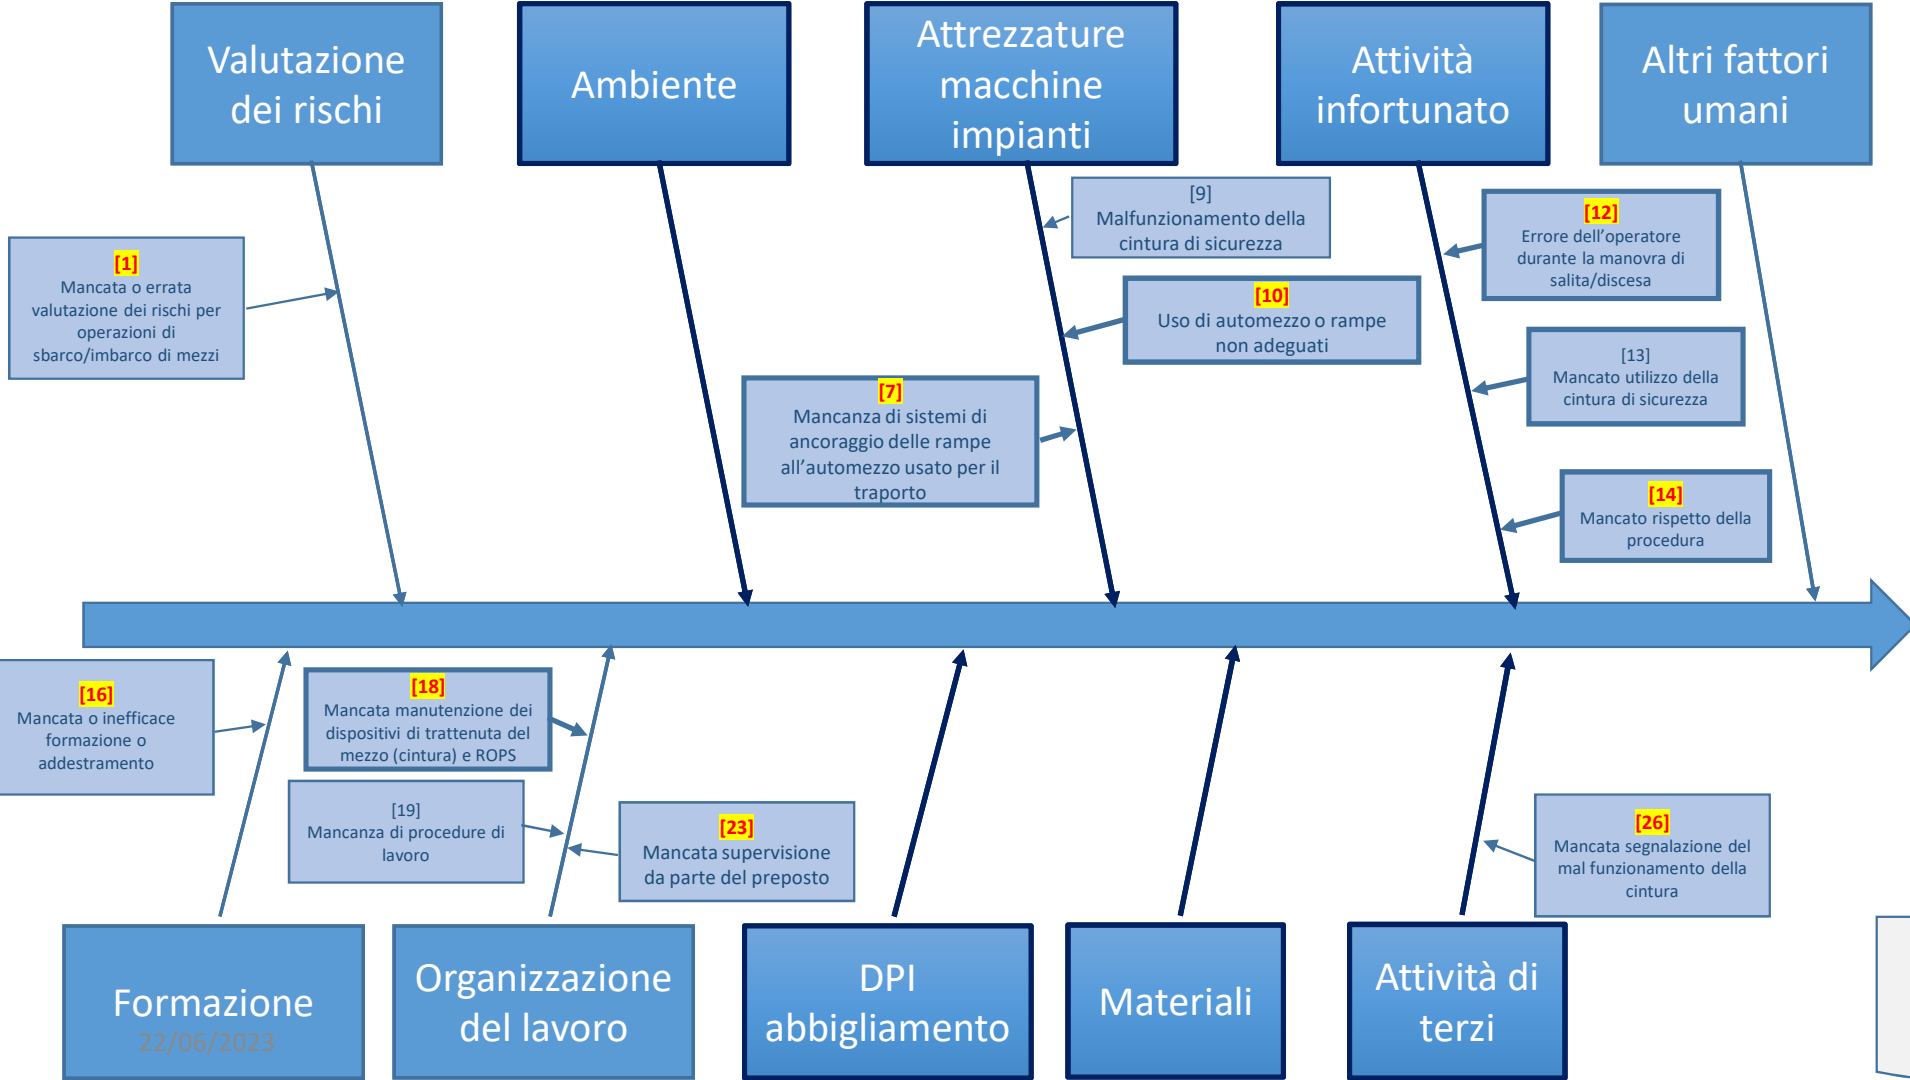 Valutazione
dei rischi
Ambiente
Attrezzature
macchine
impianti
Attività
infortunato
Altri fattori
umani
[1]
Mancata o errata
valutazione dei rischi per
operazioni di
sbarco/imbarco di mezzi
[9]
Malfunzionamento della
cintura di sicurezza
[10]
Uso di automezzo o rampe
non adeguati
[7]
Mancanza di sistemi di
ancoraggio delle rampe
all'automezzo usato per il
traporto
[12]
Errore dell'operatore
durante la manovra di
salita/discesa
[13]
Mancato utilizzo della
cintura di sicurezza
[14]
Mancato rispetto della
procedura
[16]
Mancata o inefficace
formazione o
addestramento
[18]
Mancata manutenzione dei
dispositivi di trattenuta del
mezzo (cintura) e ROPS
[19]
Mancanza di procedure di
lavoro
[23]
Mancata supervisione
da parte del preposto
[26]
Mancata segnalazione del
mal funzionamento della
cintura
Formazione
22/06/2023
Organizzazione
del lavoro
DPI
abbigliamento
Materiali
Attività di
terzi